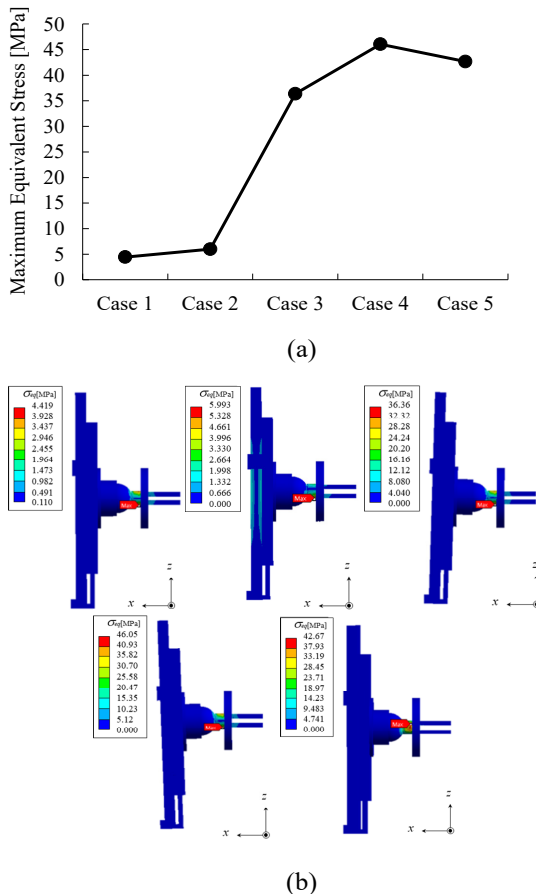 Maximum Equivalent Stress [MPa]
50
45
40
35
30
25
20
15
10
5
0
Case 1 Case 2 Case 3 Case 4 Case 5
(a)
σeq[MPa]
4.419
3.928
3.437
2.946
2.455
1.964
1.473
0.982
0.491
0.110
Max
z
x
σeq[MPa]
5.993
5.328
4.661
3.996
3.330
2.664
1.998
1.332
0.666
0.000
Max
z
x
σeq[MPa]
36.36
32.32
28.28
24.24
20.20
16.16
12.12
8.080
4.040
0.000
Max
z
x
σeq[MPa]
46.05
40.93
35.82
30.70
25.58
20.47
15.35
10.23
5.12
0.000
Max
z
x
σeq[MPa]
42.67
37.93
33.19
28.45
23.71
18.97
14.23
9.483
4.741
0.000
Max
z
x
(b)